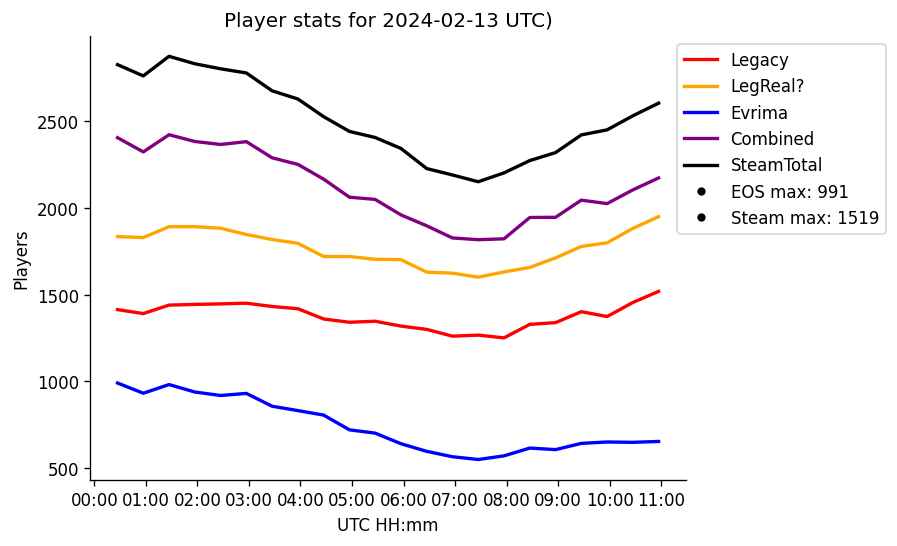 Player stats for 2024-02-13 UTC)
Legacy
LegReal?
Evrima
Combined
SteamTotal
EOS max: 991
Steam max: 1519
Players
2500
2000
1500
1000
500
00:00 01:00 02:00 03:00 04:00 05:00 06:00 07:00 08:00 09:00 10:00 11:00
UTC HH:mm